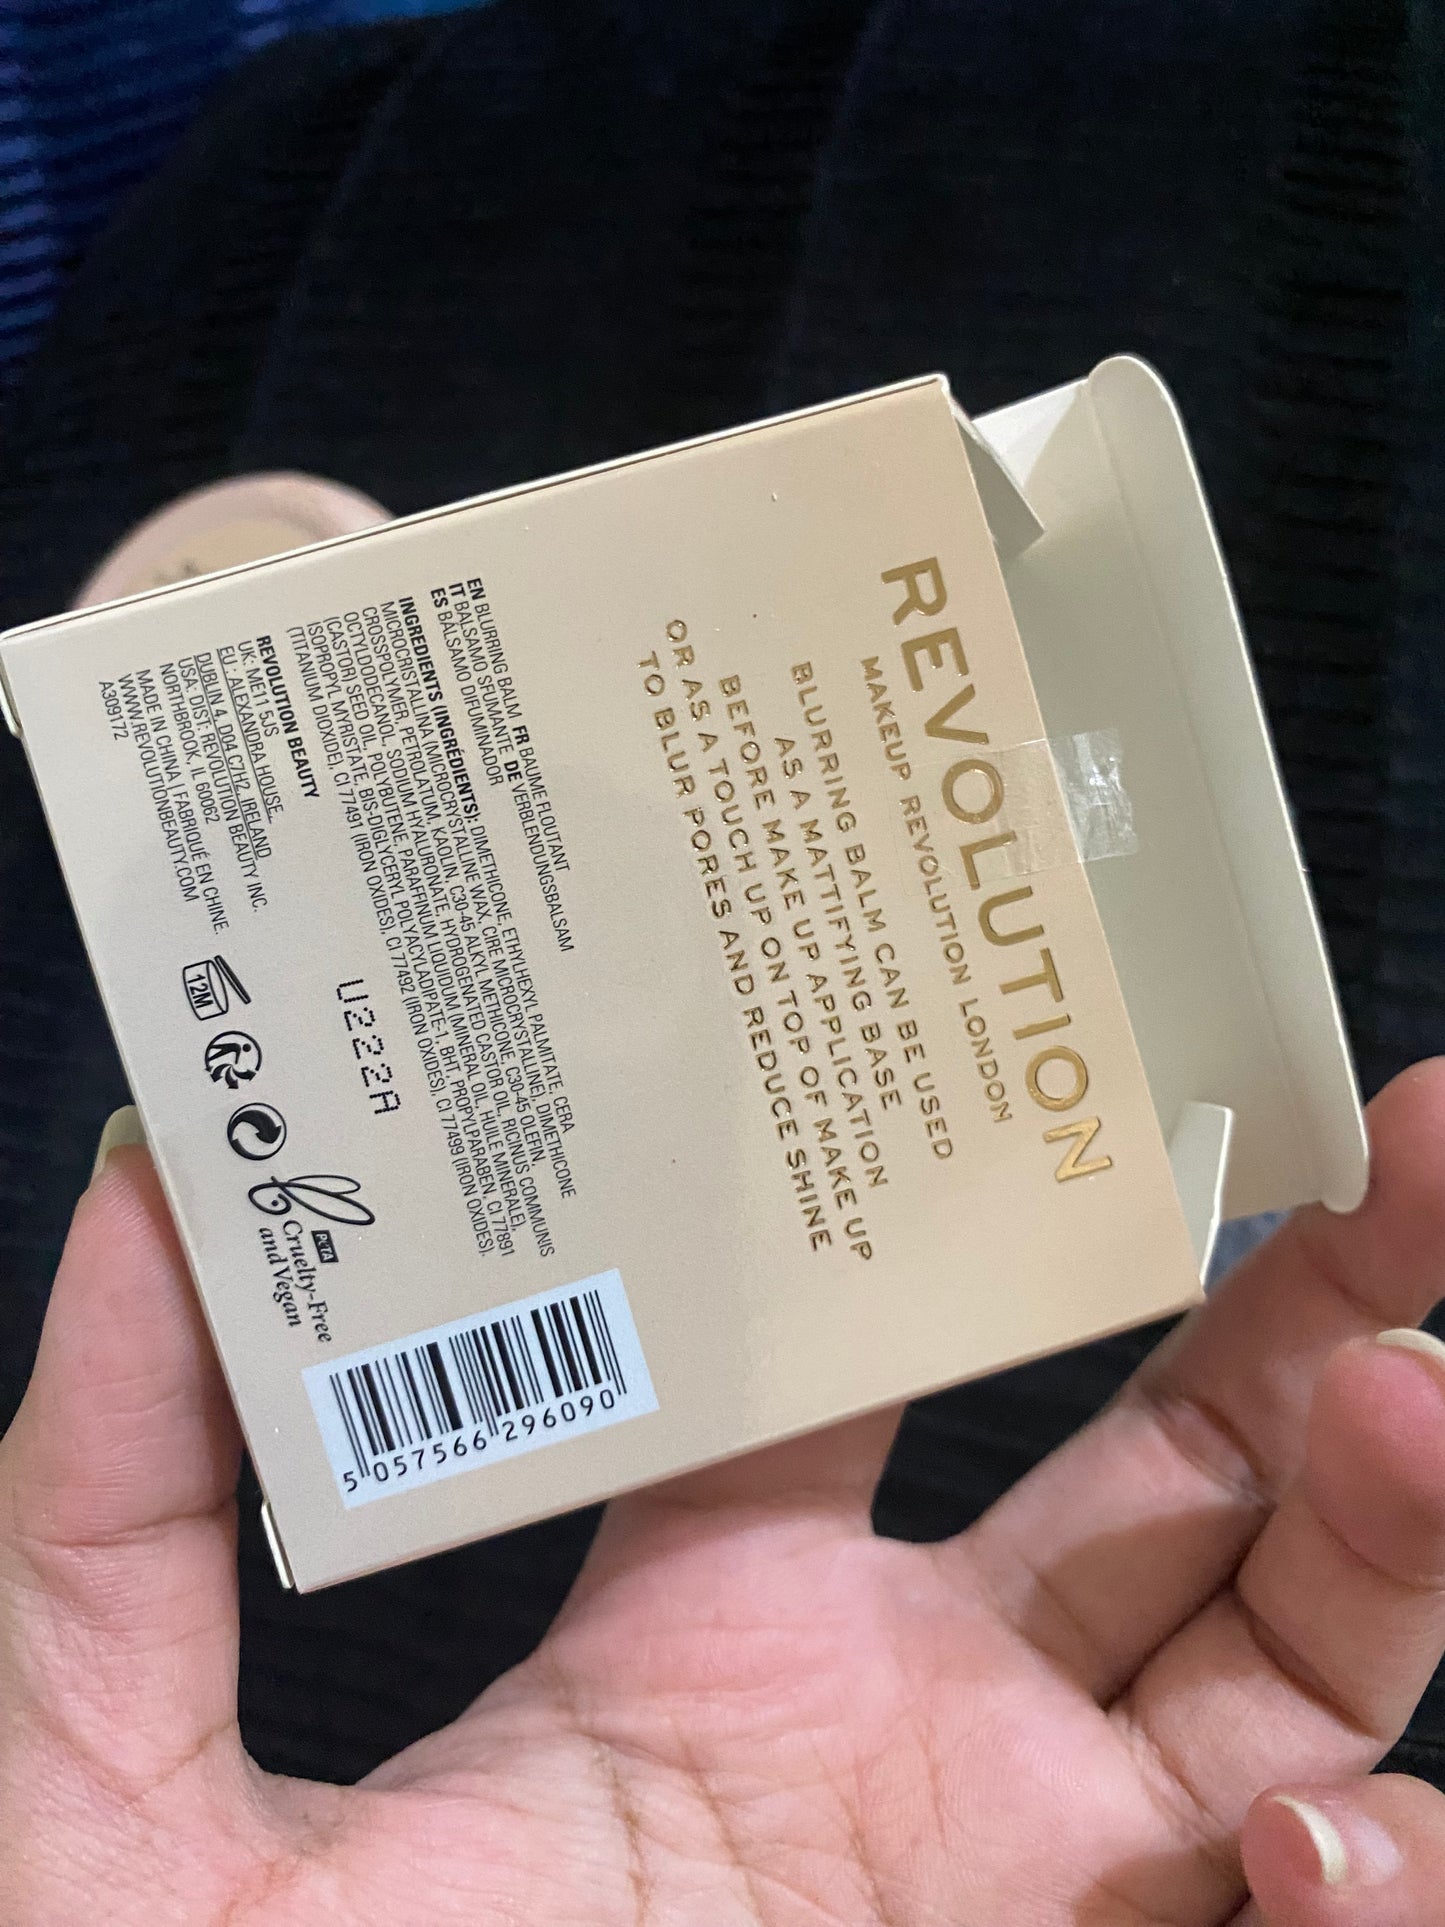 REVOLUTION
MAKEUP REVOLUTION LONDON
BLURRING BALM CAN BE USED
AS A MATTIFYING BASE
BEFORE MAKE UP APPLICATION
OR AS A TOUCH UP ON TOP OF MAKE UP
TO BLUR PORES AND REDUCE SHINE
EN BLURRING BALM FR BAUME FLOUTANT
IT BALSAMO SFUMANTE DE VERBLENDUNGSBALSAM
ES BÁLSAMO DIFUMINADOR
INGREDIENTS (INGRÉDIENTS): DIMETHICONE, ETHYLHEXYL PALMITATE, CERA
MICROCRISTALLINA (MICROCRYSTALLINE WAX, CIRE MICROCRYSTALLINE), DIMETHICONE
CROSSPOLYMER, PETROLATUM, KAOLIN, C30-45 ALKYL METHICONE, C30-45 OLEFIN,
OCTYLDODECANOL, SODIUM HYALURONATE, HYDROGENATED CASTOR OIL, RICINUS COMMUNIS
(CASTOR) SEED OIL, POLYBUTENE, PARAFFINUM LIQUIDUM (MINERAL OIL, HUILE MINERALE),
ISOPROPYL MYRISTATE, BIS-DIGLYCERYL POLYACYLADIPATE-1, BHT, PROPYLPARABEN, CI 77891
(TITANIUM DIOXIDE), CI 77491 (IRON OXIDES), CI 77492 (IRON OXIDES), CI 77499 (IRON OXIDES).
REVOLUTION BEAUTY
UK: ME11 5JS
EU · ALEXANDRA HOUSE,
DUBLIN 4, D04 C7H2, IRELAND
USA: DIST: REVOLUTION BEAUTY INC.
NORTHBROOK, IL 60062
MADE IN CHINA | FABRIQUÉ EN CHINE
WWW.REVOLUTIONBEAUTY.COM
A309172
U222A
12M
PETA
Cruelty-Free
and Vegan
5 057566 296090